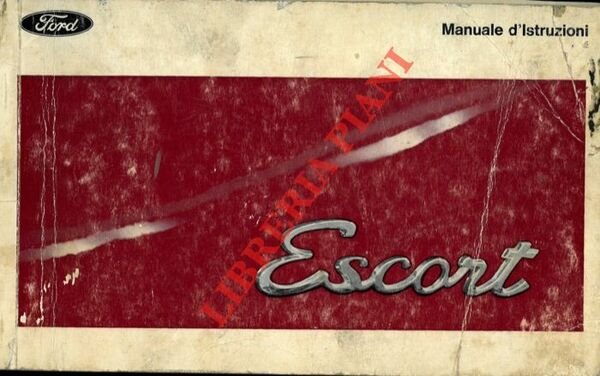 Ford
Manuale d'Istruzioni
LIBRERIA PIANI
Escort